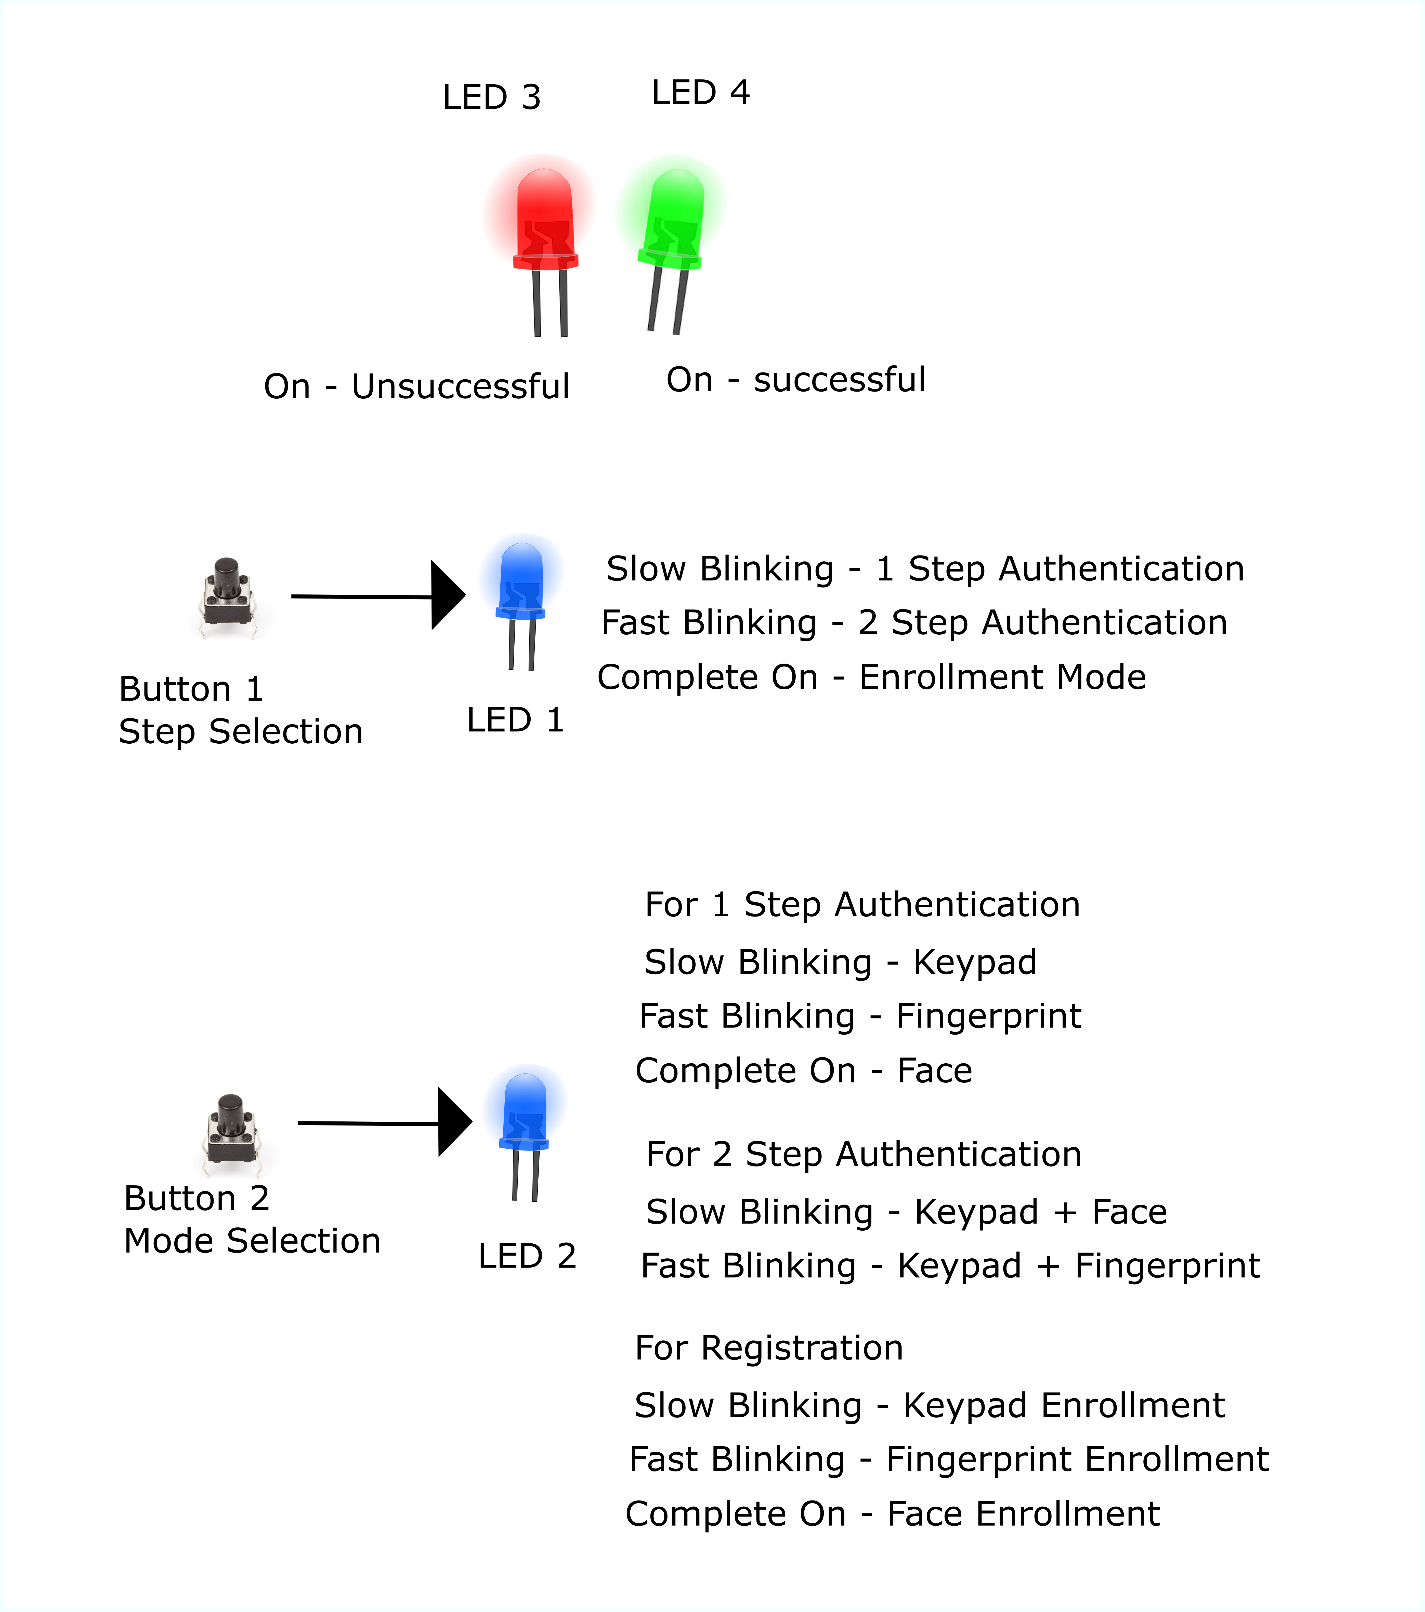 LED 3
LED 4
On - Unsuccessful
On - successful
Slow Blinking - 1 Step Authentication
Fast Blinking - 2 Step Authentication
Complete On - Enrollment Mode
Button 1
Step Selection
LED 1
For 1 Step Authentication
Slow Blinking - Keypad
Fast Blinking - Fingerprint
Complete On - Face
For 2 Step Authentication
Slow Blinking - Keypad + Face
Fast Blinking - Keypad + Fingerprint
Button 2
Mode Selection
LED 2
For Registration
Slow Blinking - Keypad Enrollment
Fast Blinking - Fingerprint Enrollment
Complete On - Face Enrollment